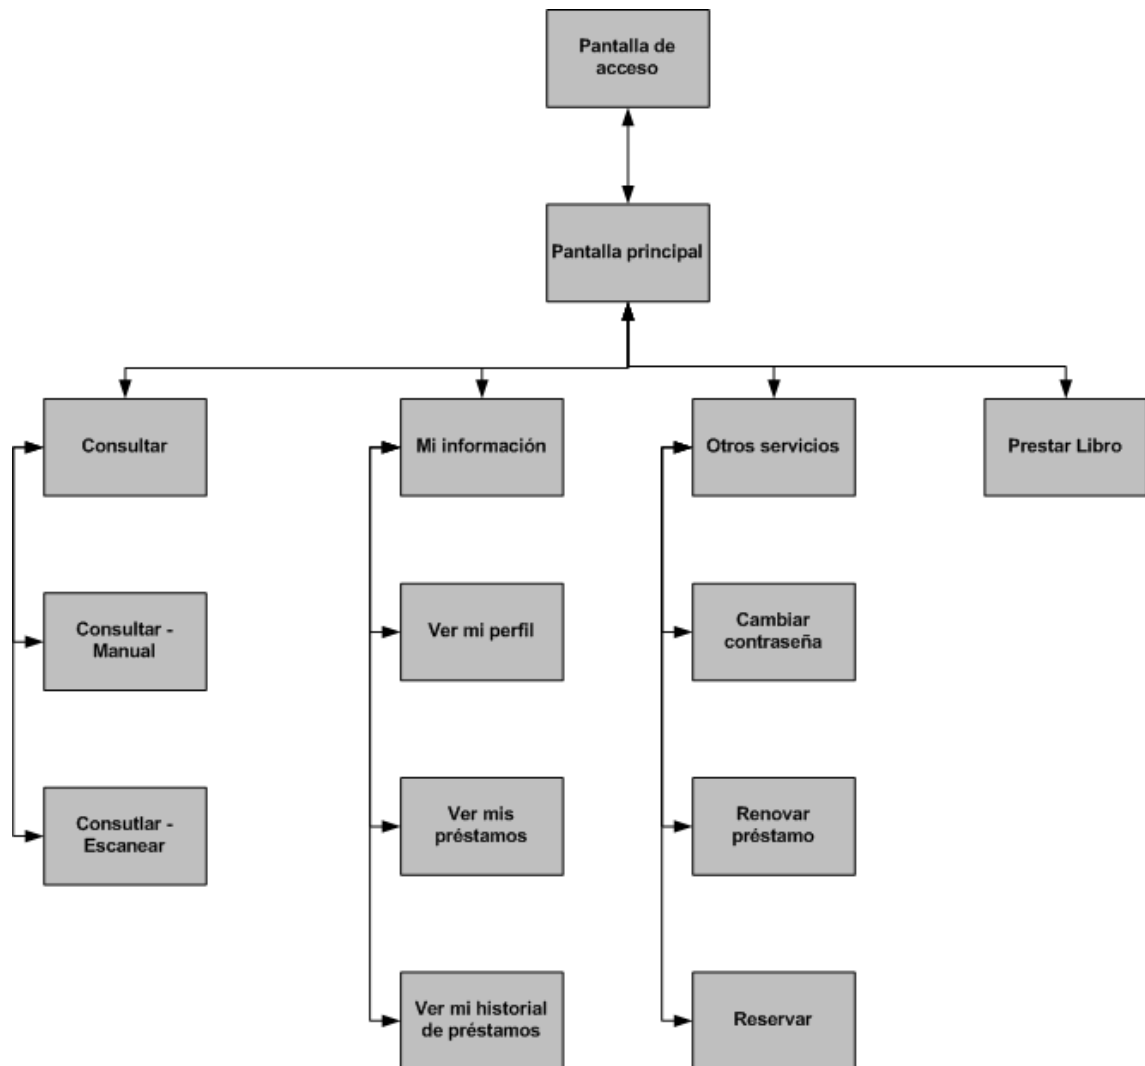 Pantalla de
acceso
Pantalla principal
Consultar
Mi información
Otros servicios
Prestar Libro
Consultar -
Manual
Ver mi perfil
Cambiar
contraseña
Consutlar -
Escanear
Ver mis
préstamos
Renovar
préstamo
Ver mi historial
de préstamos
Reservar